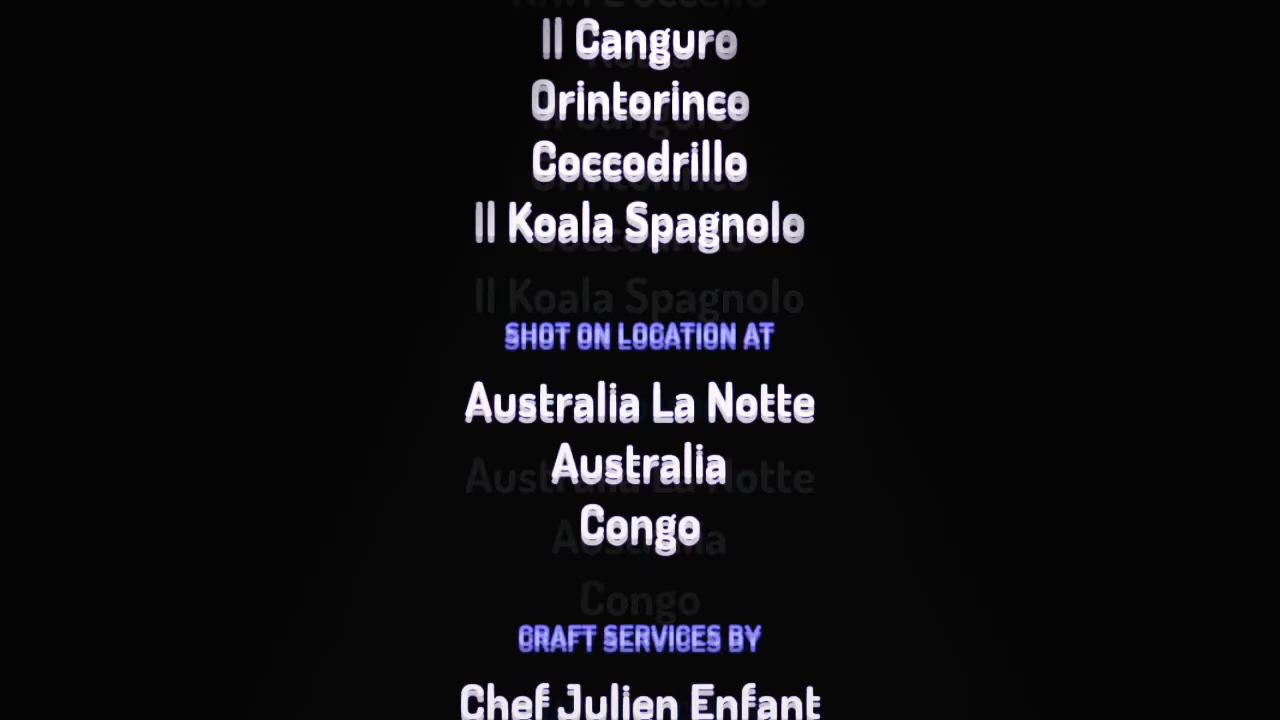 Il Canguro
Orintorinco
Coccodrillo
Il Koala Spagnolo
SHOT ON LOCATION AT
Australia La Notte
Australia
Congo
CRAFT SERVICES BY
Chef Julien Enfant